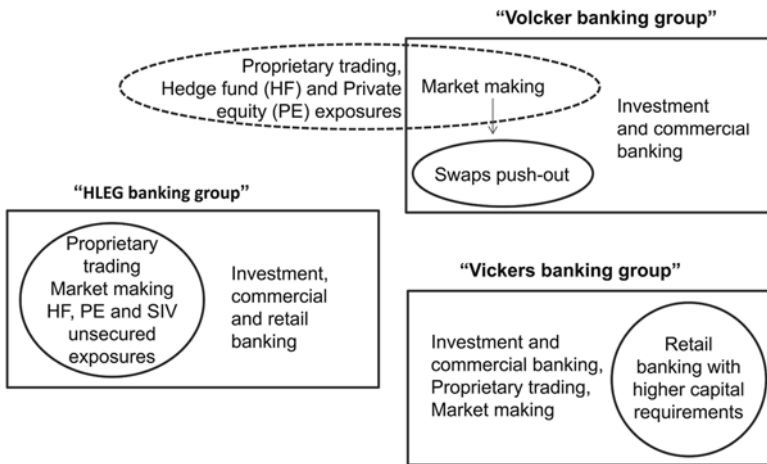 “Volcker banking group”
Proprietary trading,
Hedge fund (HF) and Private
equity (PE) exposures
Market making
Investment
and commercial
banking
Swaps push-out
“HLEG banking group”
Proprietary
trading
Market making
HF, PE and SIV
unsecured
exposures
Investment,
commercial
and retail
banking
“Vickers banking group”
Investment and
commercial banking,
Proprietary trading,
Market making
Retail
banking with
higher capital
requirements